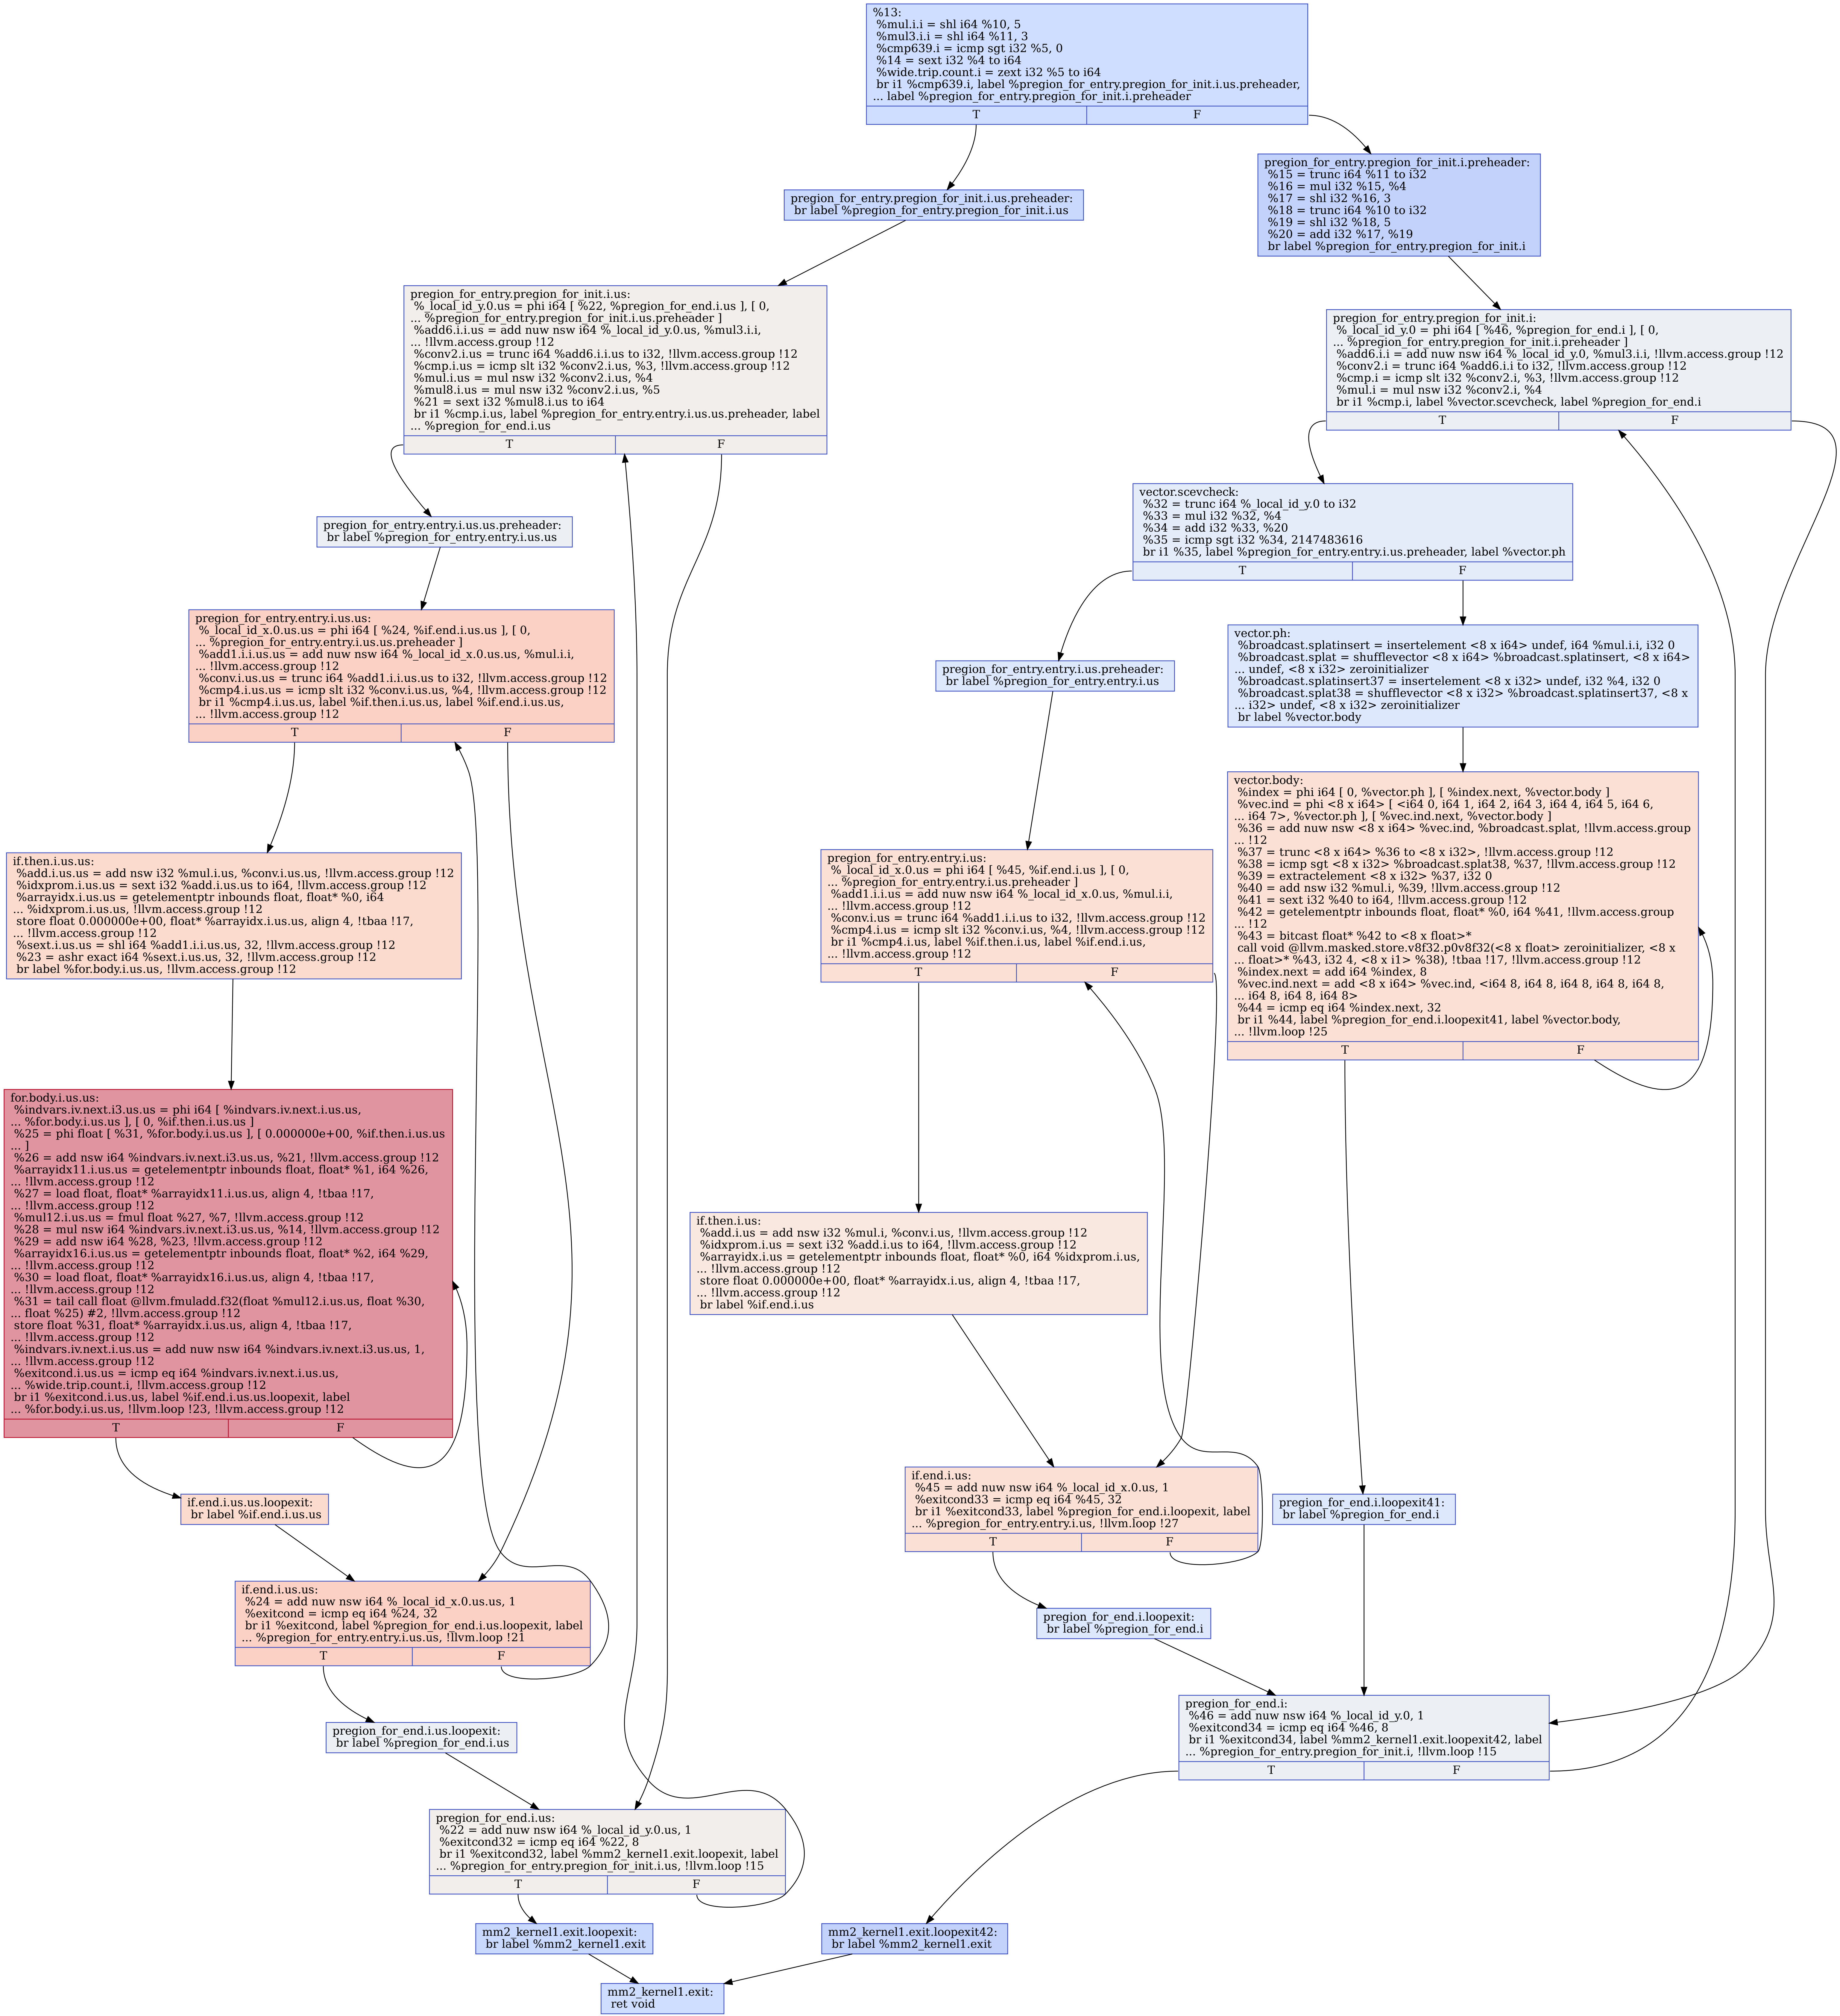 %13:
%mul.i.i = shl i64 %10, 5
%mul3.i.i = shl i64 %11, 3
%cmp639.i = icmp sgt i32 %5, 0
%14 = sext i32 %4 to i64
%wide.trip.count.i = zext i32 %5 to i64
br i1 %cmp639.i, label %pregion_for_entry.pregion_for_init.i.us.preheader,
... label %pregion_for_entry.pregion_for_init.i.preheader
T F
pregion_for_entry.pregion_for_init.i.us.preheader:
br label %pregion_for_entry.pregion_for_init.i.us
pregion_for_entry.pregion_for_init.i.preheader:
%15 = trunc i64 %11 to i32
%16 = mul i32 %15, %4
%17 = shl i32 %16, 3
%18 = trunc i64 %10 to i32
%19 = shl i32 %18, 5
%20 = add i32 %17, %19
br label %pregion_for_entry.pregion_for_init.i
pregion_for_entry.pregion_for_init.i.us:
%_local_id_y.0.us = phi i64 [ %22, %pregion_for_end.i.us ], [ 0,
... %pregion_for_entry.pregion_for_init.i.us.preheader ]
%add6.i.i.us = add nuw nsw i64 %_local_id_y.0.us, %mul3.i.i,
... !llvm.access.group !12
%conv2.i.us = trunc i64 %add6.i.i.us to i32, !llvm.access.group !12
%cmp.i.us = icmp slt i32 %conv2.i.us, %3, !llvm.access.group !12
%mul.i.us = mul nsw i32 %conv2.i.us, %4
%mul8.i.us = mul nsw i32 %conv2.i.us, %5
%21 = sext i32 %mul8.i.us to i64
br i1 %cmp.i.us, label %pregion_for_entry.entry.i.us.us.preheader, label
... %pregion_for_end.i.us
T F
pregion_for_entry.pregion_for_init.i:
%_local_id_y.0 = phi i64 [ %46, %pregion_for_end.i ], [ 0,
... %pregion_for_entry.pregion_for_init.i.preheader ]
%add6.i.i = add nuw nsw i64 %_local_id_y.0, %mul3.i.i, !llvm.access.group !12
%conv2.i = trunc i64 %add6.i.i to i32, !llvm.access.group !12
%cmp.i = icmp slt i32 %conv2.i, %3, !llvm.access.group !12
%mul.i = mul nsw i32 %conv2.i, %4
br i1 %cmp.i, label %vector.scevcheck, label %pregion_for_end.i
T F
pregion_for_entry.entry.i.us.us.preheader:
br label %pregion_for_entry.entry.i.us.us
vector.scevcheck:
%32 = trunc i64 %_local_id_y.0 to i32
%33 = mul i32 %32, %4
%34 = add i32 %33, %20
%35 = icmp sgt i32 %34, 2147483616
br i1 %35, label %pregion_for_entry.entry.i.us.preheader, label %vector.ph
T F
pregion_for_entry.entry.i.us.us:
%_local_id_x.0.us.us = phi i64 [ %24, %if.end.i.us.us ], [ 0,
... %pregion_for_entry.entry.i.us.us.preheader ]
%add1.i.i.us.us = add nuw nsw i64 %_local_id_x.0.us.us, %mul.i.i,
... !llvm.access.group !12
%conv.i.us.us = trunc i64 %add1.i.i.us.us to i32, !llvm.access.group !12
%cmp4.i.us.us = icmp slt i32 %conv.i.us.us, %4, !llvm.access.group !12
br i1 %cmp4.i.us.us, label %if.then.i.us.us, label %if.end.i.us.us,
... !llvm.access.group !12
T F
pregion_for_entry.entry.i.us.preheader:
br label %pregion_for_entry.entry.i.us
vector.ph:
%broadcast.splatinsert = insertelement <8 x i64> undef, i64 %mul.i.i, i32 0
%broadcast.splat = shufflevector <8 x i64> %broadcast.splatinsert, <8 x i64>
... undef, <8 x i32> zeroinitializer
%broadcast.splatinsert37 = insertelement <8 x i32> undef, i32 %4, i32 0
%broadcast.splat38 = shufflevector <8 x i32> %broadcast.splatinsert37, <8 x
... i32> undef, <8 x i32> zeroinitializer
br label %vector.body
vector.body:
%index = phi i64 [ 0, %vector.ph ], [ %index.next, %vector.body ]
%vec.ind = phi <8 x i64> [ <i64 0, i64 1, i64 2, i64 3, i64 4, i64 5, i64 6,
... i64 7>, %vector.ph ], [ %vec.ind.next, %vector.body ]
%36 = add nuw nsw <8 x i64> %vec.ind, %broadcast.splat, !llvm.access.group
... !12
%37 = trunc <8 x i64> %36 to <8 x i32>, !llvm.access.group !12
%38 = icmp sgt <8 x i32> %broadcast.splat38, %37, !llvm.access.group !12
%39 = extractelement <8 x i32> %37, i32 0
%40 = add nsw i32 %mul.i, %39, !llvm.access.group !12
%41 = sext i32 %40 to i64, !llvm.access.group !12
%42 = getelementptr inbounds float, float* %0, i64 %41, !llvm.access.group
... !12
%43 = bitcast float* %42 to <8 x float>*
call void @llvm.masked.store.v8f32.p0v8f32(<8 x float> zeroinitializer, <8 x
... float>* %43, i32 4, <8 x i1> %38), !tbaa !17, !llvm.access.group !12
%index.next = add i64 %index, 8
%vec.ind.next = add <8 x i64> %vec.ind, <i64 8, i64 8, i64 8, i64 8, i64 8,
... i64 8, i64 8, i64 8>
%44 = icmp eq i64 %index.next, 32
br i1 %44, label %pregion_for_end.i.loopexit41, label %vector.body,
... !llvm.loop !25
T F
if.then.i.us.us:
%add.i.us.us = add nsw i32 %mul.i.us, %conv.i.us.us, !llvm.access.group !12
%idxprom.i.us.us = sext i32 %add.i.us.us to i64, !llvm.access.group !12
%arrayidx.i.us.us = getelementptr inbounds float, float* %0, i64
... %idxprom.i.us.us, !llvm.access.group !12
store float 0.000000e+00, float* %arrayidx.i.us.us, align 4, !tbaa !17,
... !llvm.access.group !12
%sext.i.us.us = shl i64 %add1.i.i.us.us, 32, !llvm.access.group !12
%23 = ashr exact i64 %sext.i.us.us, 32, !llvm.access.group !12
br label %for.body.i.us.us, !llvm.access.group !12
pregion_for_entry.entry.i.us:
%_local_id_x.0.us = phi i64 [ %45, %if.end.i.us ], [ 0,
... %pregion_for_entry.entry.i.us.preheader ]
%add1.i.i.us = add nuw nsw i64 %_local_id_x.0.us, %mul.i.i,
... !llvm.access.group !12
%conv.i.us = trunc i64 %add1.i.i.us to i32, !llvm.access.group !12
%cmp4.i.us = icmp slt i32 %conv.i.us, %4, !llvm.access.group !12
br i1 %cmp4.i.us, label %if.then.i.us, label %if.end.i.us,
... !llvm.access.group !12
T F
for.body.i.us.us:
%indvars.iv.next.i3.us.us = phi i64 [ %indvars.iv.next.i.us.us,
... %for.body.i.us.us ], [ 0, %if.then.i.us.us ]
%25 = phi float [ %31, %for.body.i.us.us ], [ 0.000000e+00, %if.then.i.us.us
... ]
%26 = add nsw i64 %indvars.iv.next.i3.us.us, %21, !llvm.access.group !12
%arrayidx11.i.us.us = getelementptr inbounds float, float* %1, i64 %26,
... !llvm.access.group !12
%27 = load float, float* %arrayidx11.i.us.us, align 4, !tbaa !17,
... !llvm.access.group !12
%mul12.i.us.us = fmul float %27, %7, !llvm.access.group !12
%28 = mul nsw i64 %indvars.iv.next.i3.us.us, %14, !llvm.access.group !12
%29 = add nsw i64 %28, %23, !llvm.access.group !12
%arrayidx16.i.us.us = getelementptr inbounds float, float* %2, i64 %29,
... !llvm.access.group !12
%30 = load float, float* %arrayidx16.i.us.us, align 4, !tbaa !17,
... !llvm.access.group !12
%31 = tail call float @llvm.fmuladd.f32(float %mul12.i.us.us, float %30,
... float %25) #2, !llvm.access.group !12
store float %31, float* %arrayidx.i.us.us, align 4, !tbaa !17,
... !llvm.access.group !12
%indvars.iv.next.i.us.us = add nuw nsw i64 %indvars.iv.next.i3.us.us, 1,
... !llvm.access.group !12
%exitcond.i.us.us = icmp eq i64 %indvars.iv.next.i.us.us,
... %wide.trip.count.i, !llvm.access.group !12
br i1 %exitcond.i.us.us, label %if.end.i.us.us.loopexit, label
... %for.body.i.us.us, !llvm.loop !23, !llvm.access.group !12
T F
if.then.i.us:
%add.i.us = add nsw i32 %mul.i, %conv.i.us, !llvm.access.group !12
%idxprom.i.us = sext i32 %add.i.us to i64, !llvm.access.group !12
%arrayidx.i.us = getelementptr inbounds float, float* %0, i64 %idxprom.i.us,
... !llvm.access.group !12
store float 0.000000e+00, float* %arrayidx.i.us, align 4, !tbaa !17,
... !llvm.access.group !12
br label %if.end.i.us
if.end.i.us.us.loopexit:
br label %if.end.i.us.us
if.end.i.us:
%45 = add nuw nsw i64 %_local_id_x.0.us, 1
%exitcond33 = icmp eq i64 %45, 32
br i1 %exitcond33, label %pregion_for_end.i.loopexit, label
... %pregion_for_entry.entry.i.us, !llvm.loop !27
T F
pregion_for_end.i.loopexit41:
br label %pregion_for_end.i
if.end.i.us.us:
%24 = add nuw nsw i64 %_local_id_x.0.us.us, 1
%exitcond = icmp eq i64 %24, 32
br i1 %exitcond, label %pregion_for_end.i.us.loopexit, label
... %pregion_for_entry.entry.i.us.us, !llvm.loop !21
T F
pregion_for_end.i.loopexit:
br label %pregion_for_end.i
pregion_for_end.i.us.loopexit:
br label %pregion_for_end.i.us
pregion_for_end.i:
%46 = add nuw nsw i64 %_local_id_y.0, 1
%exitcond34 = icmp eq i64 %46, 8
br i1 %exitcond34, label %mm2_kernel1.exit.loopexit42, label
... %pregion_for_entry.pregion_for_init.i, !llvm.loop !15
T F
pregion_for_end.i.us:
%22 = add nuw nsw i64 %_local_id_y.0.us, 1
%exitcond32 = icmp eq i64 %22, 8
br i1 %exitcond32, label %mm2_kernel1.exit.loopexit, label
... %pregion_for_entry.pregion_for_init.i.us, !llvm.loop !15
T F
mm2_kernel1.exit.loopexit:
br label %mm2_kernel1.exit
mm2_kernel1.exit.loopexit42:
br label %mm2_kernel1.exit
mm2_kernel1.exit:
ret void